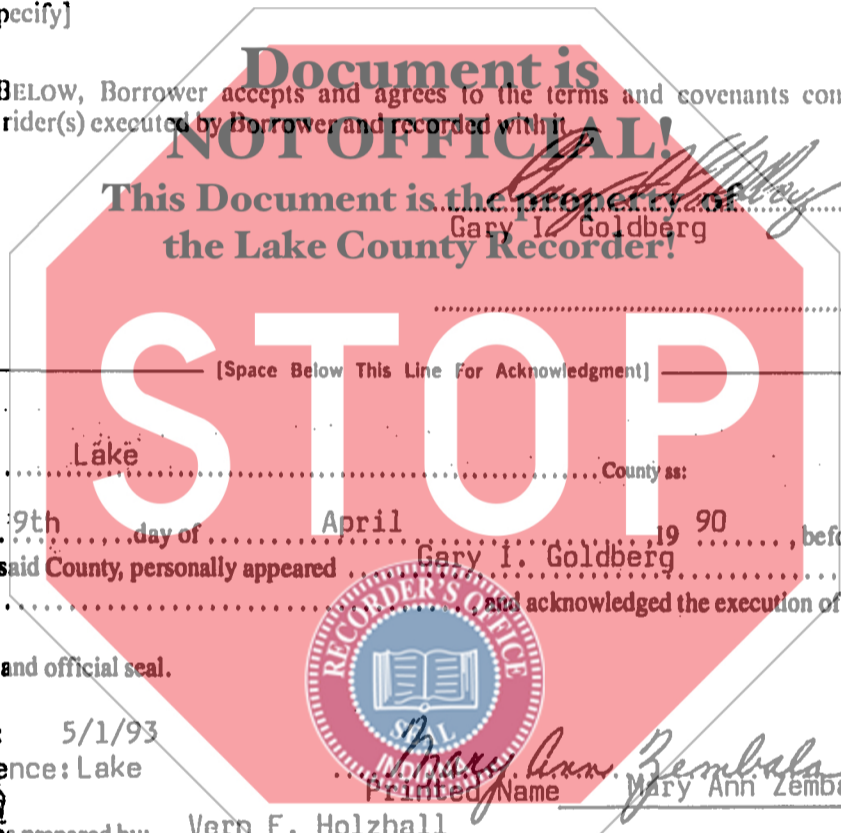 pecify]
Document is
BELOW, Borrower accepts and agrees to the terms and covenants con
rider(s) executed by Borrower and recorded with it
NOT OFFICIAL!
This Document is the property of
Gary I. Goldberg
the Lake County Recorder!
STOP
[Space Below This Line For Acknowledgment]
Lake County ss:
9th day of April 19 90, befo
said County, personally appeared Gary I. Goldberg
, and acknowledged the execution of
RECORDER'S OFFICE
SEAL
INDIANA
and official seal.
5/1/93
ence: Lake
Mary Ann Zembala
Printed Name Mary Ann Zemba
prepared by: Vern E. Holzhall